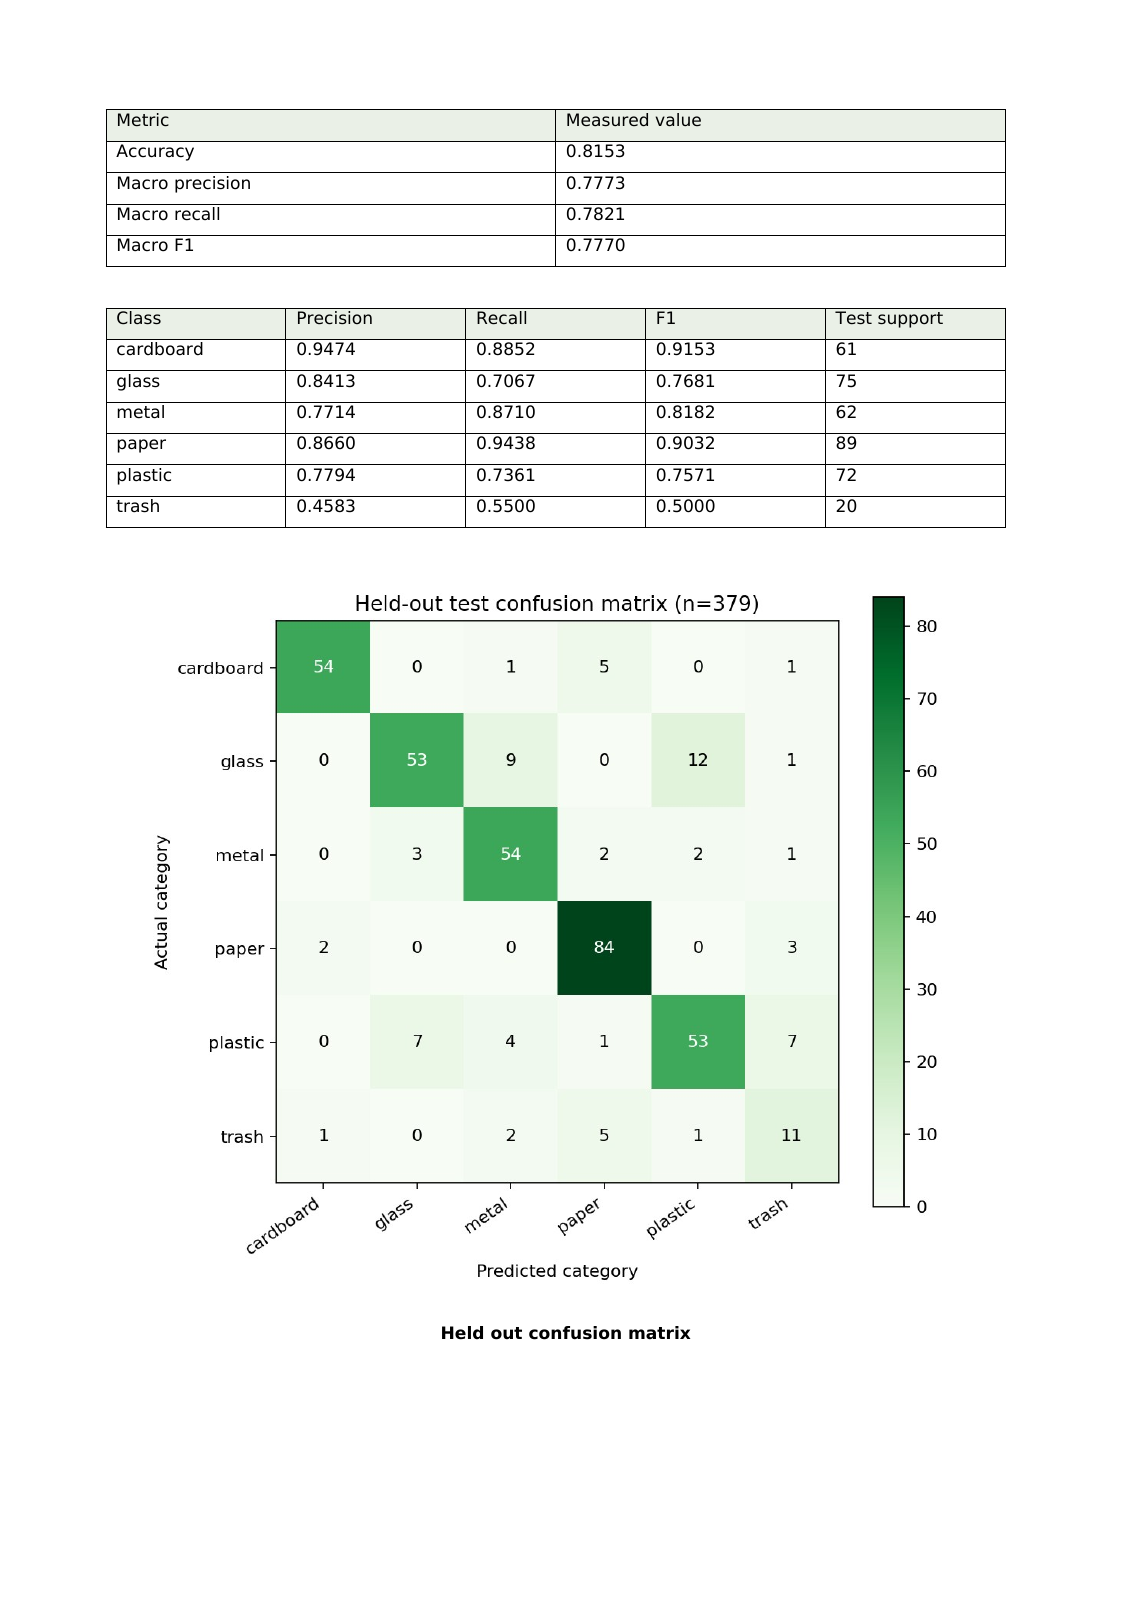 Metric Measured value
Accuracy 0.8153
Macro precision 0.7773
Macro recall 0.7821
Macro F1 0.7770
Class Precision Recall F1 Test support
cardboard 0.9474 0.8852 0.9153 61
glass 0.8413 0.7067 0.7681 75
metal 0.7714 0.8710 0.8182 62
paper 0.8660 0.9438 0.9032 89
plastic 0.7794 0.7361 0.7571 72
trash 0.4583 0.5500 0.5000 20
Held-out test confusion matrix (n=379)
cardboard 54 0 1 5 0 1
glass 0 53 9 0 12 1
metal 0 3 54 2 2 1
paper 2 0 0 84 0 3
plastic 0 7 4 1 53 7
trash 1 0 2 5 1 11
Actual category
cardboard glass metal paper plastic trash
Predicted category
80
70
60
50
40
30
20
10
0
Held out confusion matrix